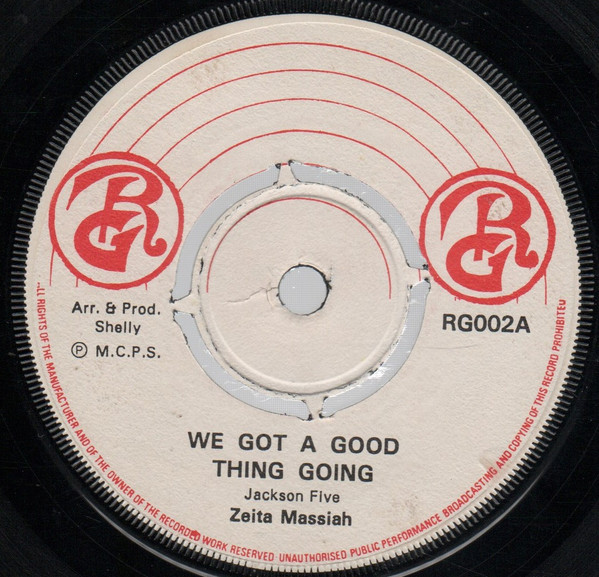 RG
RG
Arr. & Prod.
Shelly
Ⓟ M.C.P.S.
RG002A
WE GOT A GOOD
THING GOING
Jackson Five
Zeita Massiah
..LL RIGHTS OF THE MANUFACTURER AND OF THE OWNER OF THE RECORDED WORK RESERVED UNAUTHORISED PUBLIC PERFORMANCE BROADCASTING AND COPYING OF THIS RECORD PROHIBITED